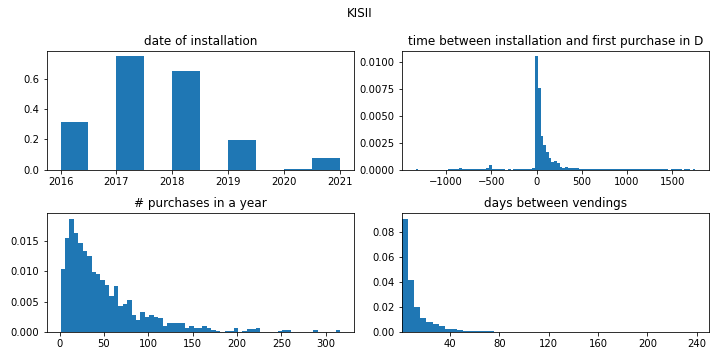 KISII
date of installation
0.6
0.4
0.2
0.0
2016 2017 2018 2019 2020 2021
time between installation and first purchase in D
0.0100
0.0075
0.0050
0.0025
0.0000
−1000 −500 0 500 1000 1500
# purchases in a year
0.015
0.010
0.005
0.000
0 50 100 150 200 250 300
days between vendings
0.08
0.06
0.04
0.02
0.00
40 80 120 160 200 240